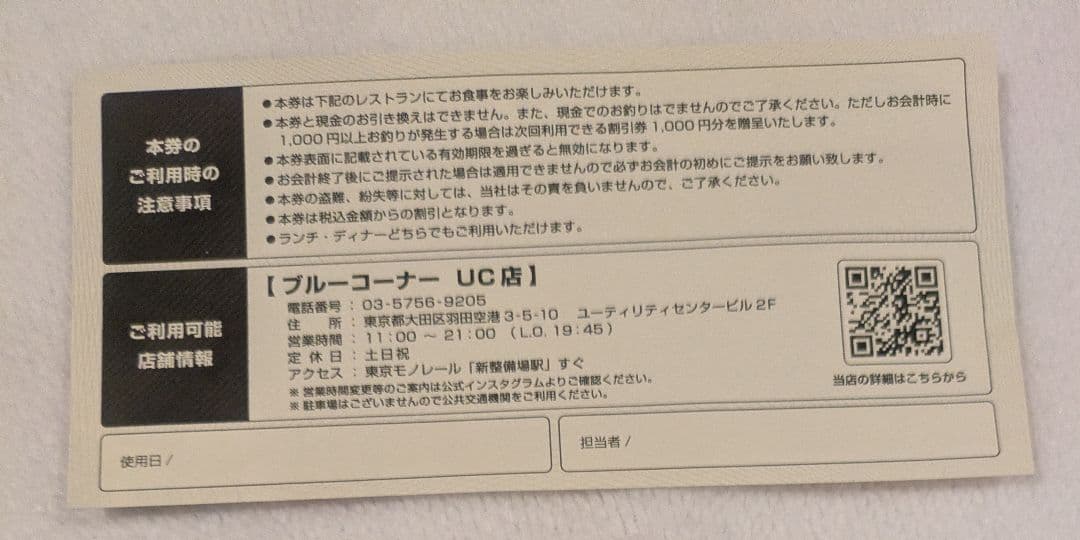 本券の
ご利用時の
注意事項
●本券は下記のレストランにてお食事をお楽しみいただけます。
●本券と現金のお引き換えはできません。また、現金でのお釣りはでませんのでご了承ください。ただしお会計時に
1,000円以上お釣りが発生する場合は次回利用できる割引券 1,000円分を贈呈いたします。
●本券表面に記載されている有効期限を過ぎると無効になります。
●お会計終了後にご提示された場合は適用できませんので必ずお会計の初めにご提示をお願い致します。
●本券の盗難、紛失等に対しては、当社はその責を負いませんので、ご了承ください。
●本券は税込金額からの割引となります。
●ランチ・ディナーどちらでもご利用いただけます。
ご利用可能
店舗情報
【 ブルーコーナー UC店 】
電話番号 : 03-5756-9205
住 所 : 東京都大田区羽田空港3-5-10 ユーティリティセンタービル2F
営業時間 : 11:00 ~ 21:00 (L.O. 19:45)
定休日 : 土日祝
アクセス : 東京モノレール「新整備場駅」すぐ
※ 営業時間変更等のご案内は公式インスタグラムよりご確認ください。
※ 駐車場はございませんので公共交通機関をご利用ください。
当店の詳細はこちらから
使用日 /
担当者 /